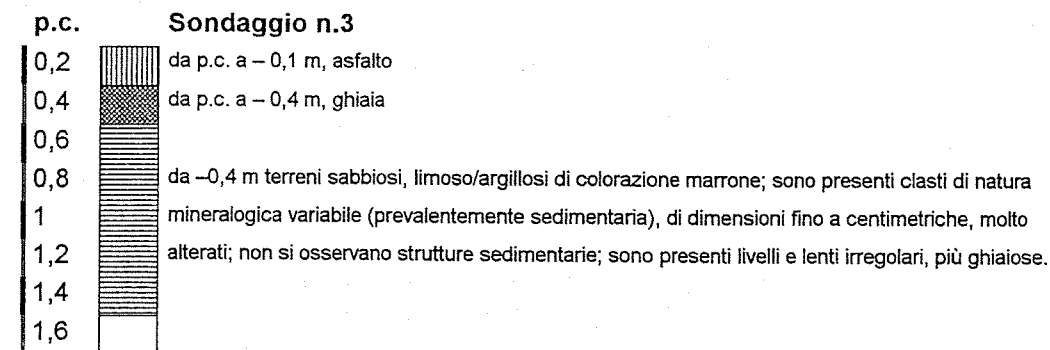 p.c. Sondaggio n.3
0,2 da p.c. a – 0,1 m, asfalto
0,4 da p.c. a – 0,4 m, ghiaia
0,6
0,8 da –0,4 m terreni sabbiosi, limoso/argillosi di colorazione marrone; sono presenti clasti di natura
1 mineralogica variabile (prevalentemente sedimentaria), di dimensioni fino a centimetriche, molto
1,2 alterati; non si osservano strutture sedimentarie; sono presenti livelli e lenti irregolari, più ghiaiose.
1,4
1,6